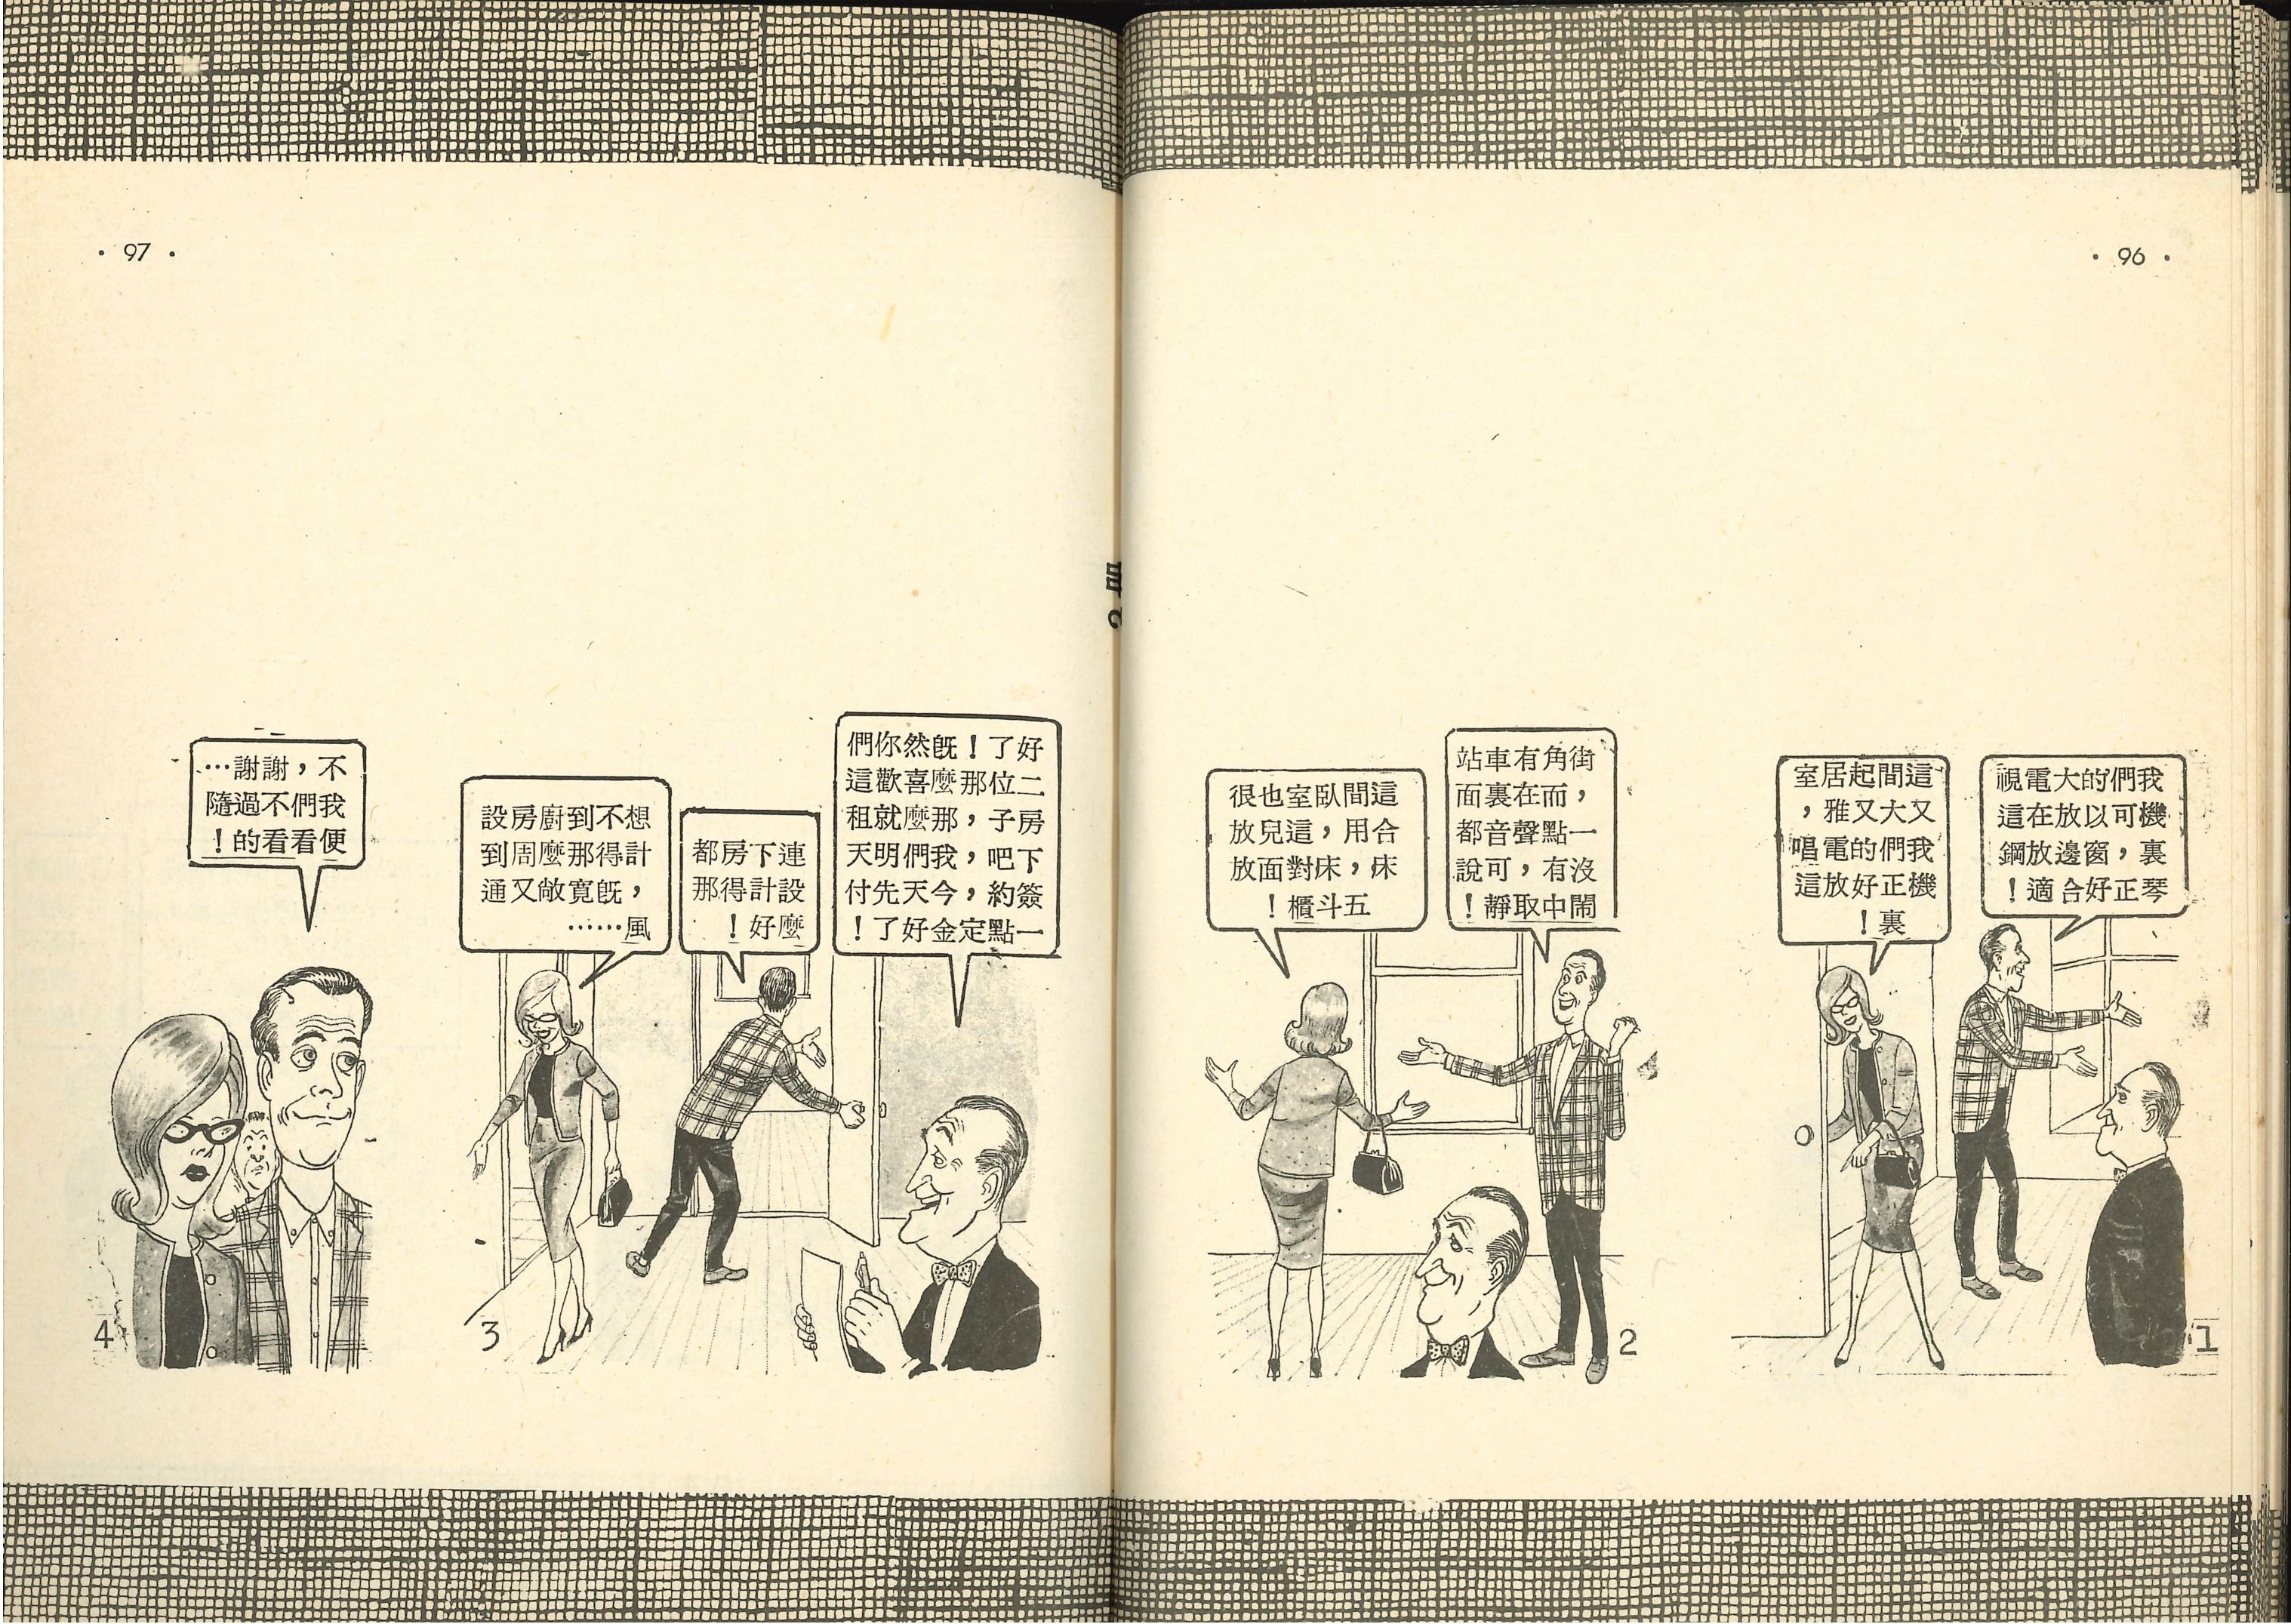 · 96 ·
我們的大電視
機可以放在這
裏，窗邊放鋼
琴正好合適！
這間起居室
又大又雅，
我們的電唱
機正好放這
裏！
1
街角有車站
，而在裏面
一點聲音都
沒有，可說
鬧中取靜！
這間臥室也很
合用，這兒放
床，床對面放
五斗櫃！
2
· 97 ·
好了！既然你們
二位那麼喜歡這
房子，那麼就租
下吧，我們明天
簽約，今天先付
一點定金好了！
連下房都
設計得那
麼好！
想不到廚房設
計得那麼周到
，既寬敞又通
風……
3
不，謝謝…
我們不過隨
便看看的！
4